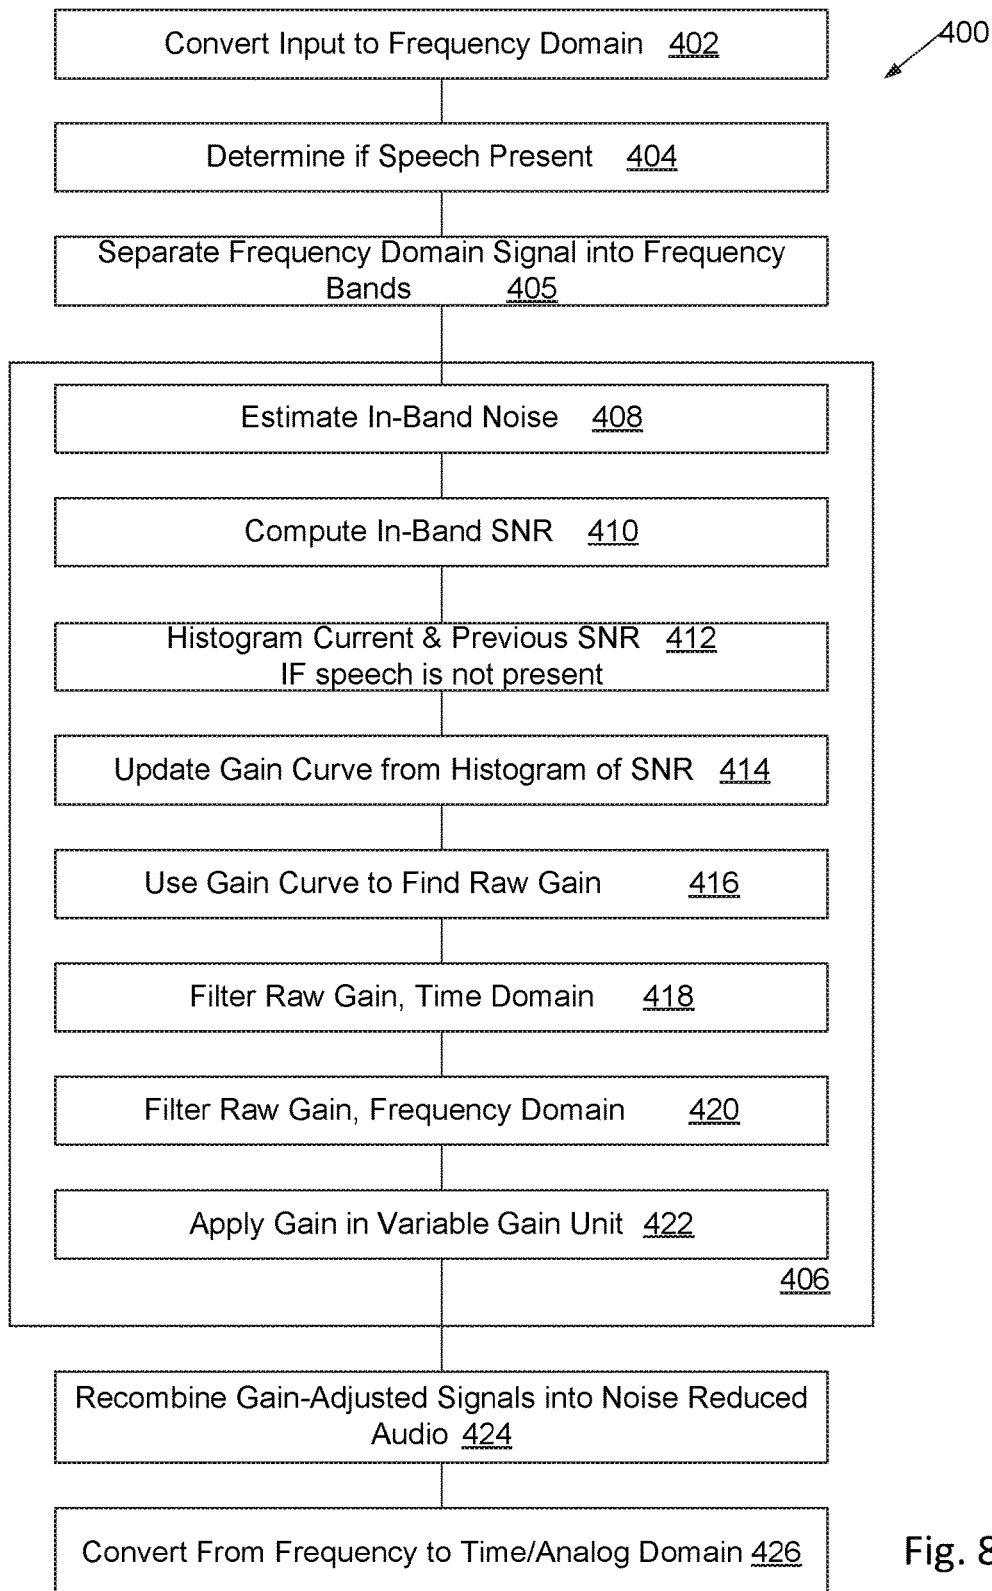 Convert Input to Frequency Domain 402
400
Determine if Speech Present 404
Separate Frequency Domain Signal into Frequency
Bands 405
Estimate In-Band Noise 408
Compute In-Band SNR 410
Histogram Current & Previous SNR 412
IF speech is not present
Update Gain Curve from Histogram of SNR 414
Use Gain Curve to Find Raw Gain 416
Filter Raw Gain, Time Domain 418
Filter Raw Gain, Frequency Domain 420
Apply Gain in Variable Gain Unit 422
406
Recombine Gain-Adjusted Signals into Noise Reduced
Audio 424
Convert From Frequency to Time/Analog Domain 426
Fig. 8